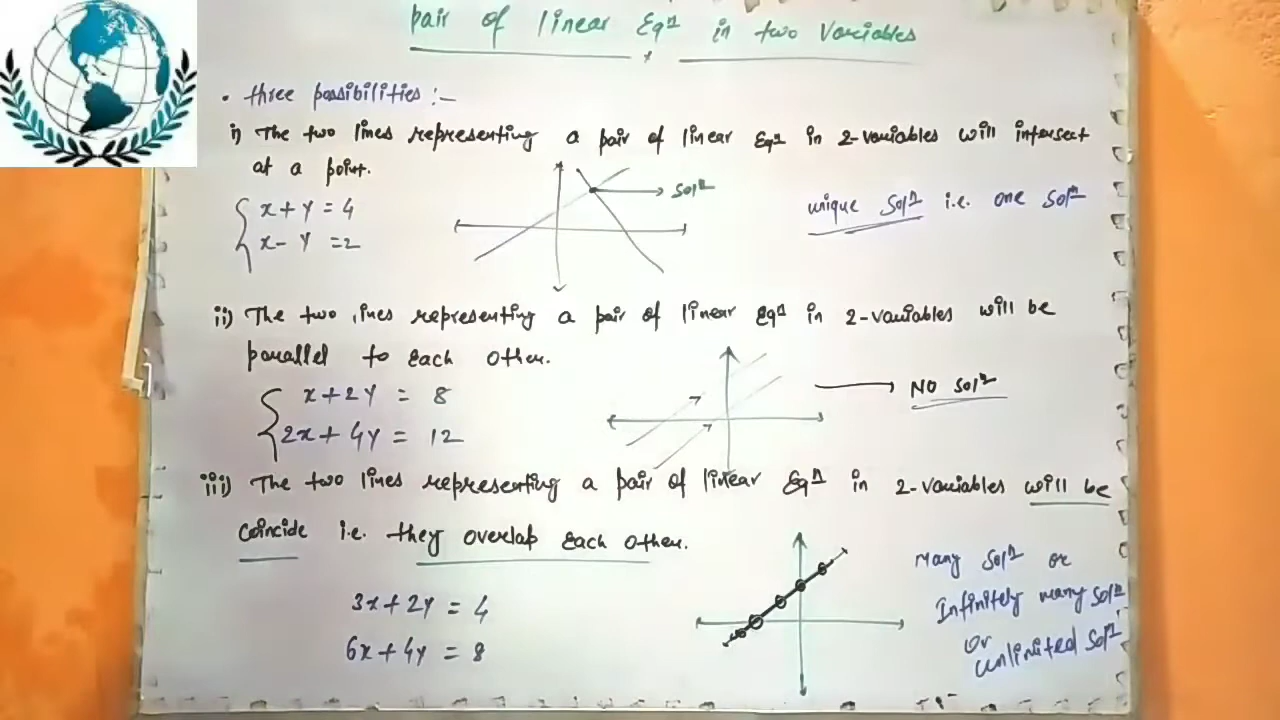 Pair of linear Eqn in two Variables
• three possibilities :-
i) The two lines representing a pair of linear Eqn in 2-variables will intersect
at a point.
x + y = 4
x - y = 2
Soln
unique Soln i.e. one Soln
ii) The two lines representing a pair of linear Eqn in 2-variables will be
parallel to each other.
x + 2y = 8
2x + 4y = 12
NO Soln
iii) The two lines representing a pair of linear Eqn in 2-variables will be
coincide i.e. they overlap each other.
3x + 2y = 4
6x + 4y = 8
Many Soln or
Infinitely many Soln
or
unlimited Soln